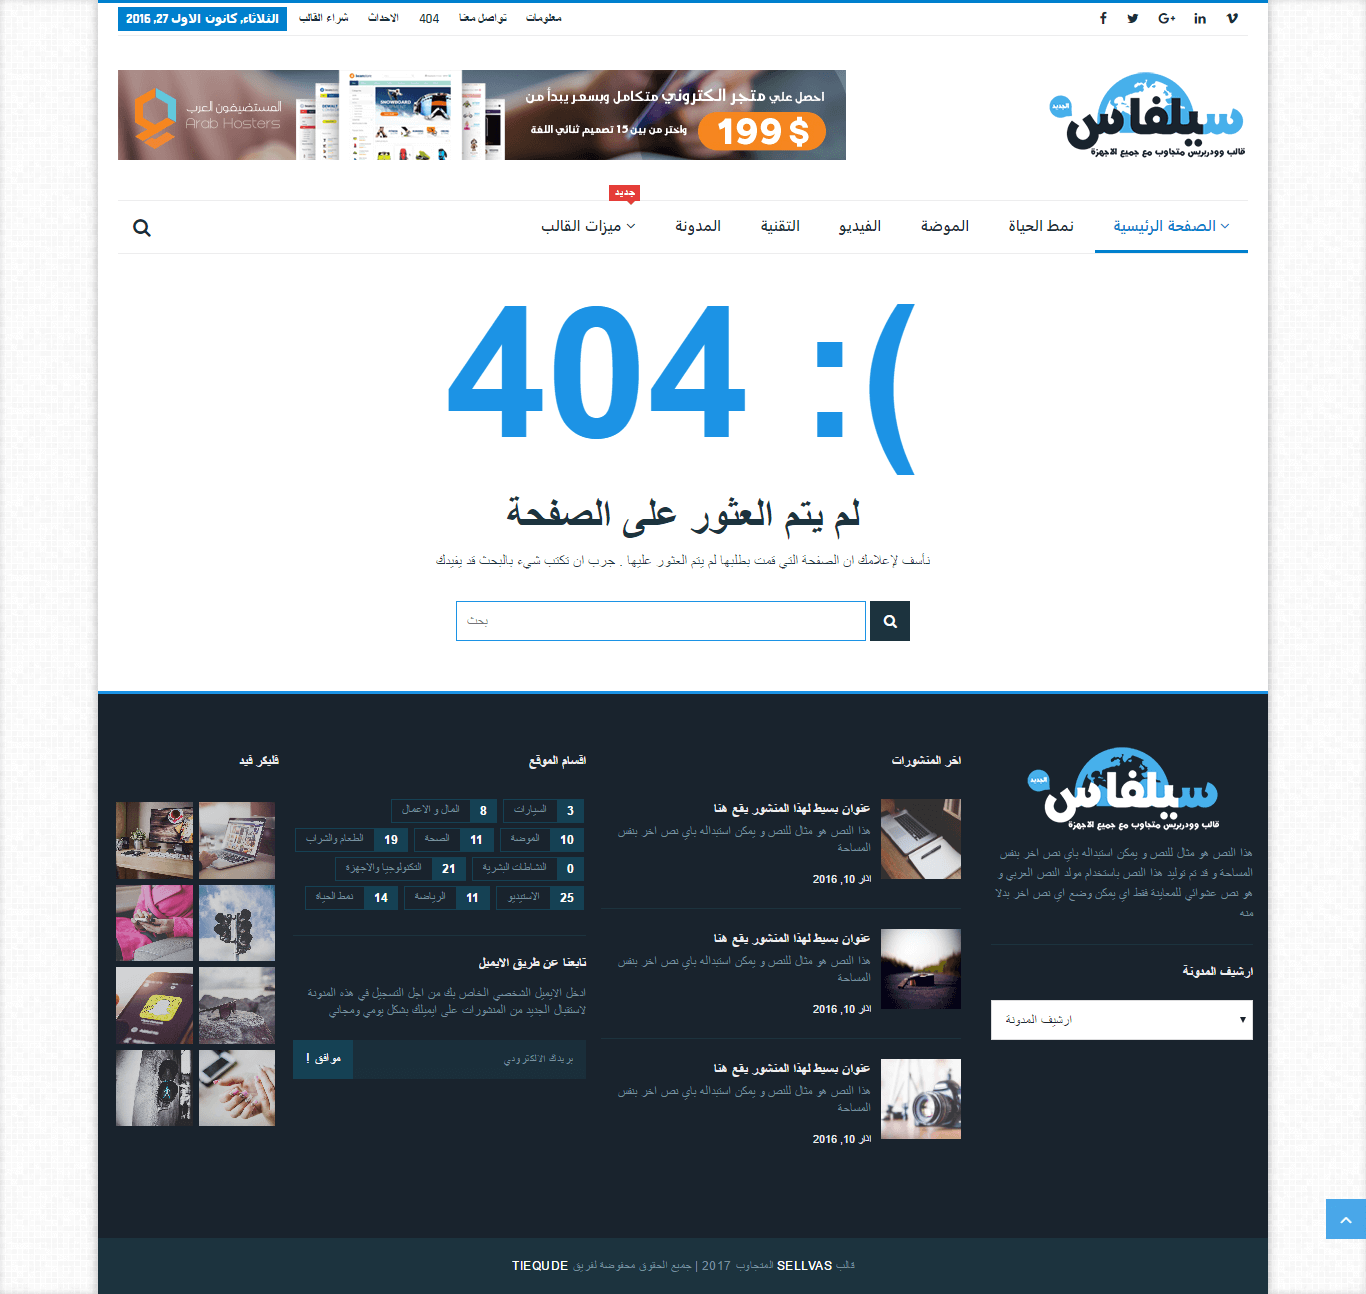 معلومات
تواصل معنا
404
الاحداث
شراء القالب
الثلاثاء, كانون الاول 27, 2016
سيلفاس
الجديد
قالب ووردبريس متجاوب مع جميع الاجهزة
احصل علي متجر الكتروني متكامل وبسعر يبدأ من
199 $
واختر من بين 15 تصميم ثنائي اللغة
المستضيفون العرب
Arab Hosters
جديد
الصفحة الرئيسية
نمط الحياة
الموضة
الفيديو
التقنية
المدونة
ميزات القالب
404 :(
لم يتم العثور على الصفحة
نأسف لإعلامك ان الصفحة التي قمت بطلبها لم يتم العثور عليها . جرب ان تكتب شيء بالبحث قد يفيدك
بحث
سيلفاس
الجديد
قالب ووردبريس متجاوب مع جميع الاجهزة
هذا النص هو مثال للنص و يمكن استبداله باي نص اخر بنفس
المساحة و قد تم توليد هذا النص باستخدام مولد النص العربي و
هو نص عشوائي للمعاينة فقط اي يمكن وضع اي نص اخر بدلا
منه
ارشيف المدونة
ارشيف المدونة
اخر المنشورات
عنوان بسيط لهذا المنشور يقع هنا
هذا النص هو مثال للنص و يمكن استبداله باي نص اخر بنفس
المساحة
اذار 10, 2016
عنوان بسيط لهذا المنشور يقع هنا
هذا النص هو مثال للنص و يمكن استبداله باي نص اخر بنفس
المساحة
اذار 10, 2016
عنوان بسيط لهذا المنشور يقع هنا
هذا النص هو مثال للنص و يمكن استبداله باي نص اخر بنفس
المساحة
اذار 10, 2016
اقسام الموقع
3 السيارات 8 المال و الاعمال
10 الموضة 11 الصحة 19 الطعام والشراب
0 النشاطات البشرية 21 التكنولوجيا والاجهزة
25 الاستيديو 11 الرياضة 14 نمط الحياة
تابعنا عن طريق الايميل
ادخل الايميل الشخصي الخاص بك من اجل التسجيل في هذه المدونة
لاستقبال الجديد من المنشورات على ايميلك بشكل يومي ومجاني
بريدك الالكتروني
موافق !
فليكر فيد
قالب SELLVAS المتجاوب 2017 | جميع الحقوق محفوضة لفريق TIEQUDE